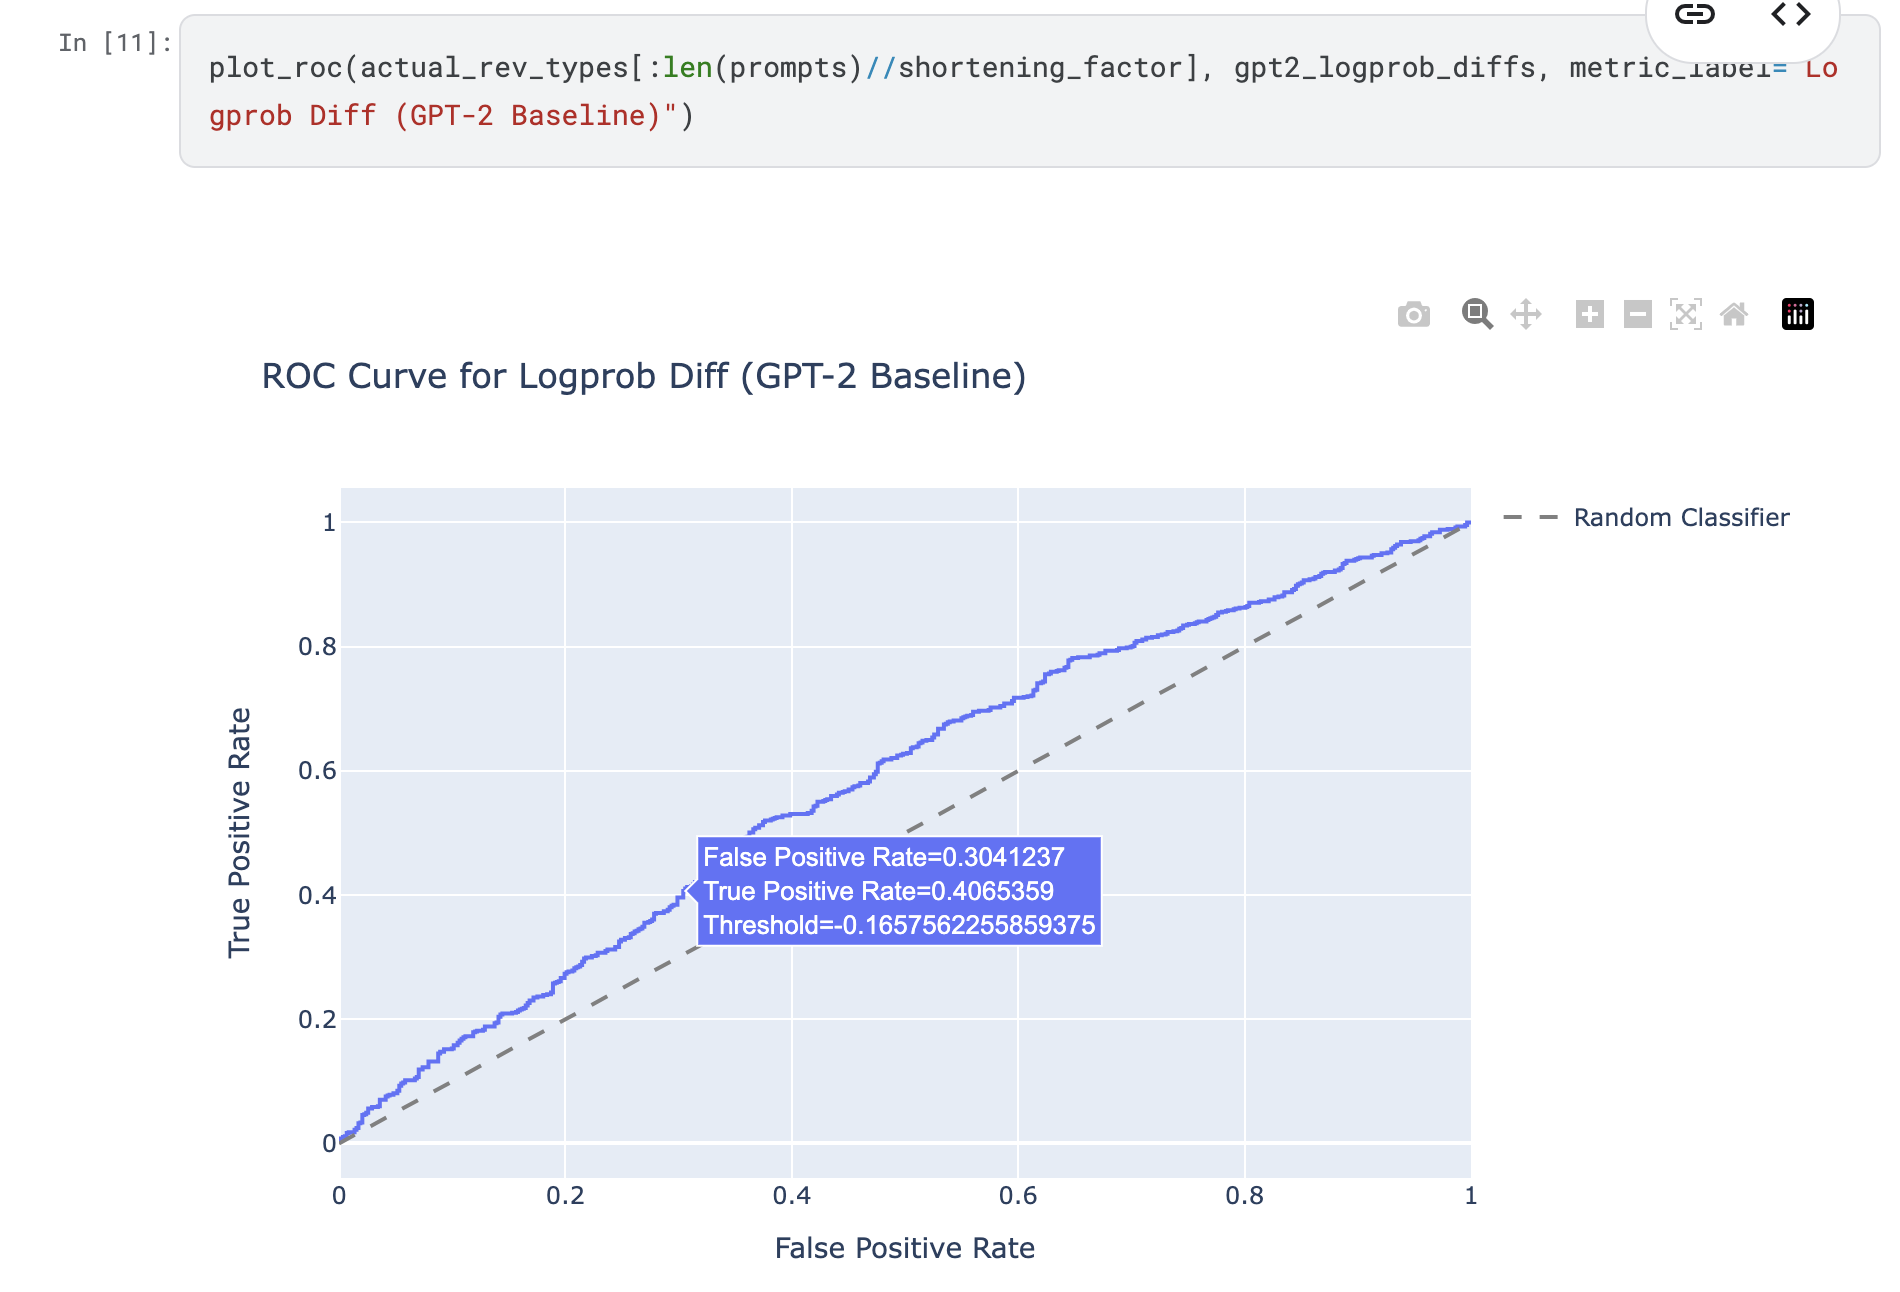 In [11]:
plot_roc(actual_rev_types[:len(prompts)//shortening_factor], gpt2_logprob_diffs, metric_label= Lo
gprob Diff (GPT-2 Baseline)")
ROC Curve for Logprob Diff (GPT-2 Baseline)
Random Classifier
True Positive Rate
1
0.8
0.6
0.4
0.2
0
False Positive Rate=0.3041237
True Positive Rate=0.4065359
Threshold=-0.1657562255859375
0 0.2 0.4 0.6 0.8 1
False Positive Rate